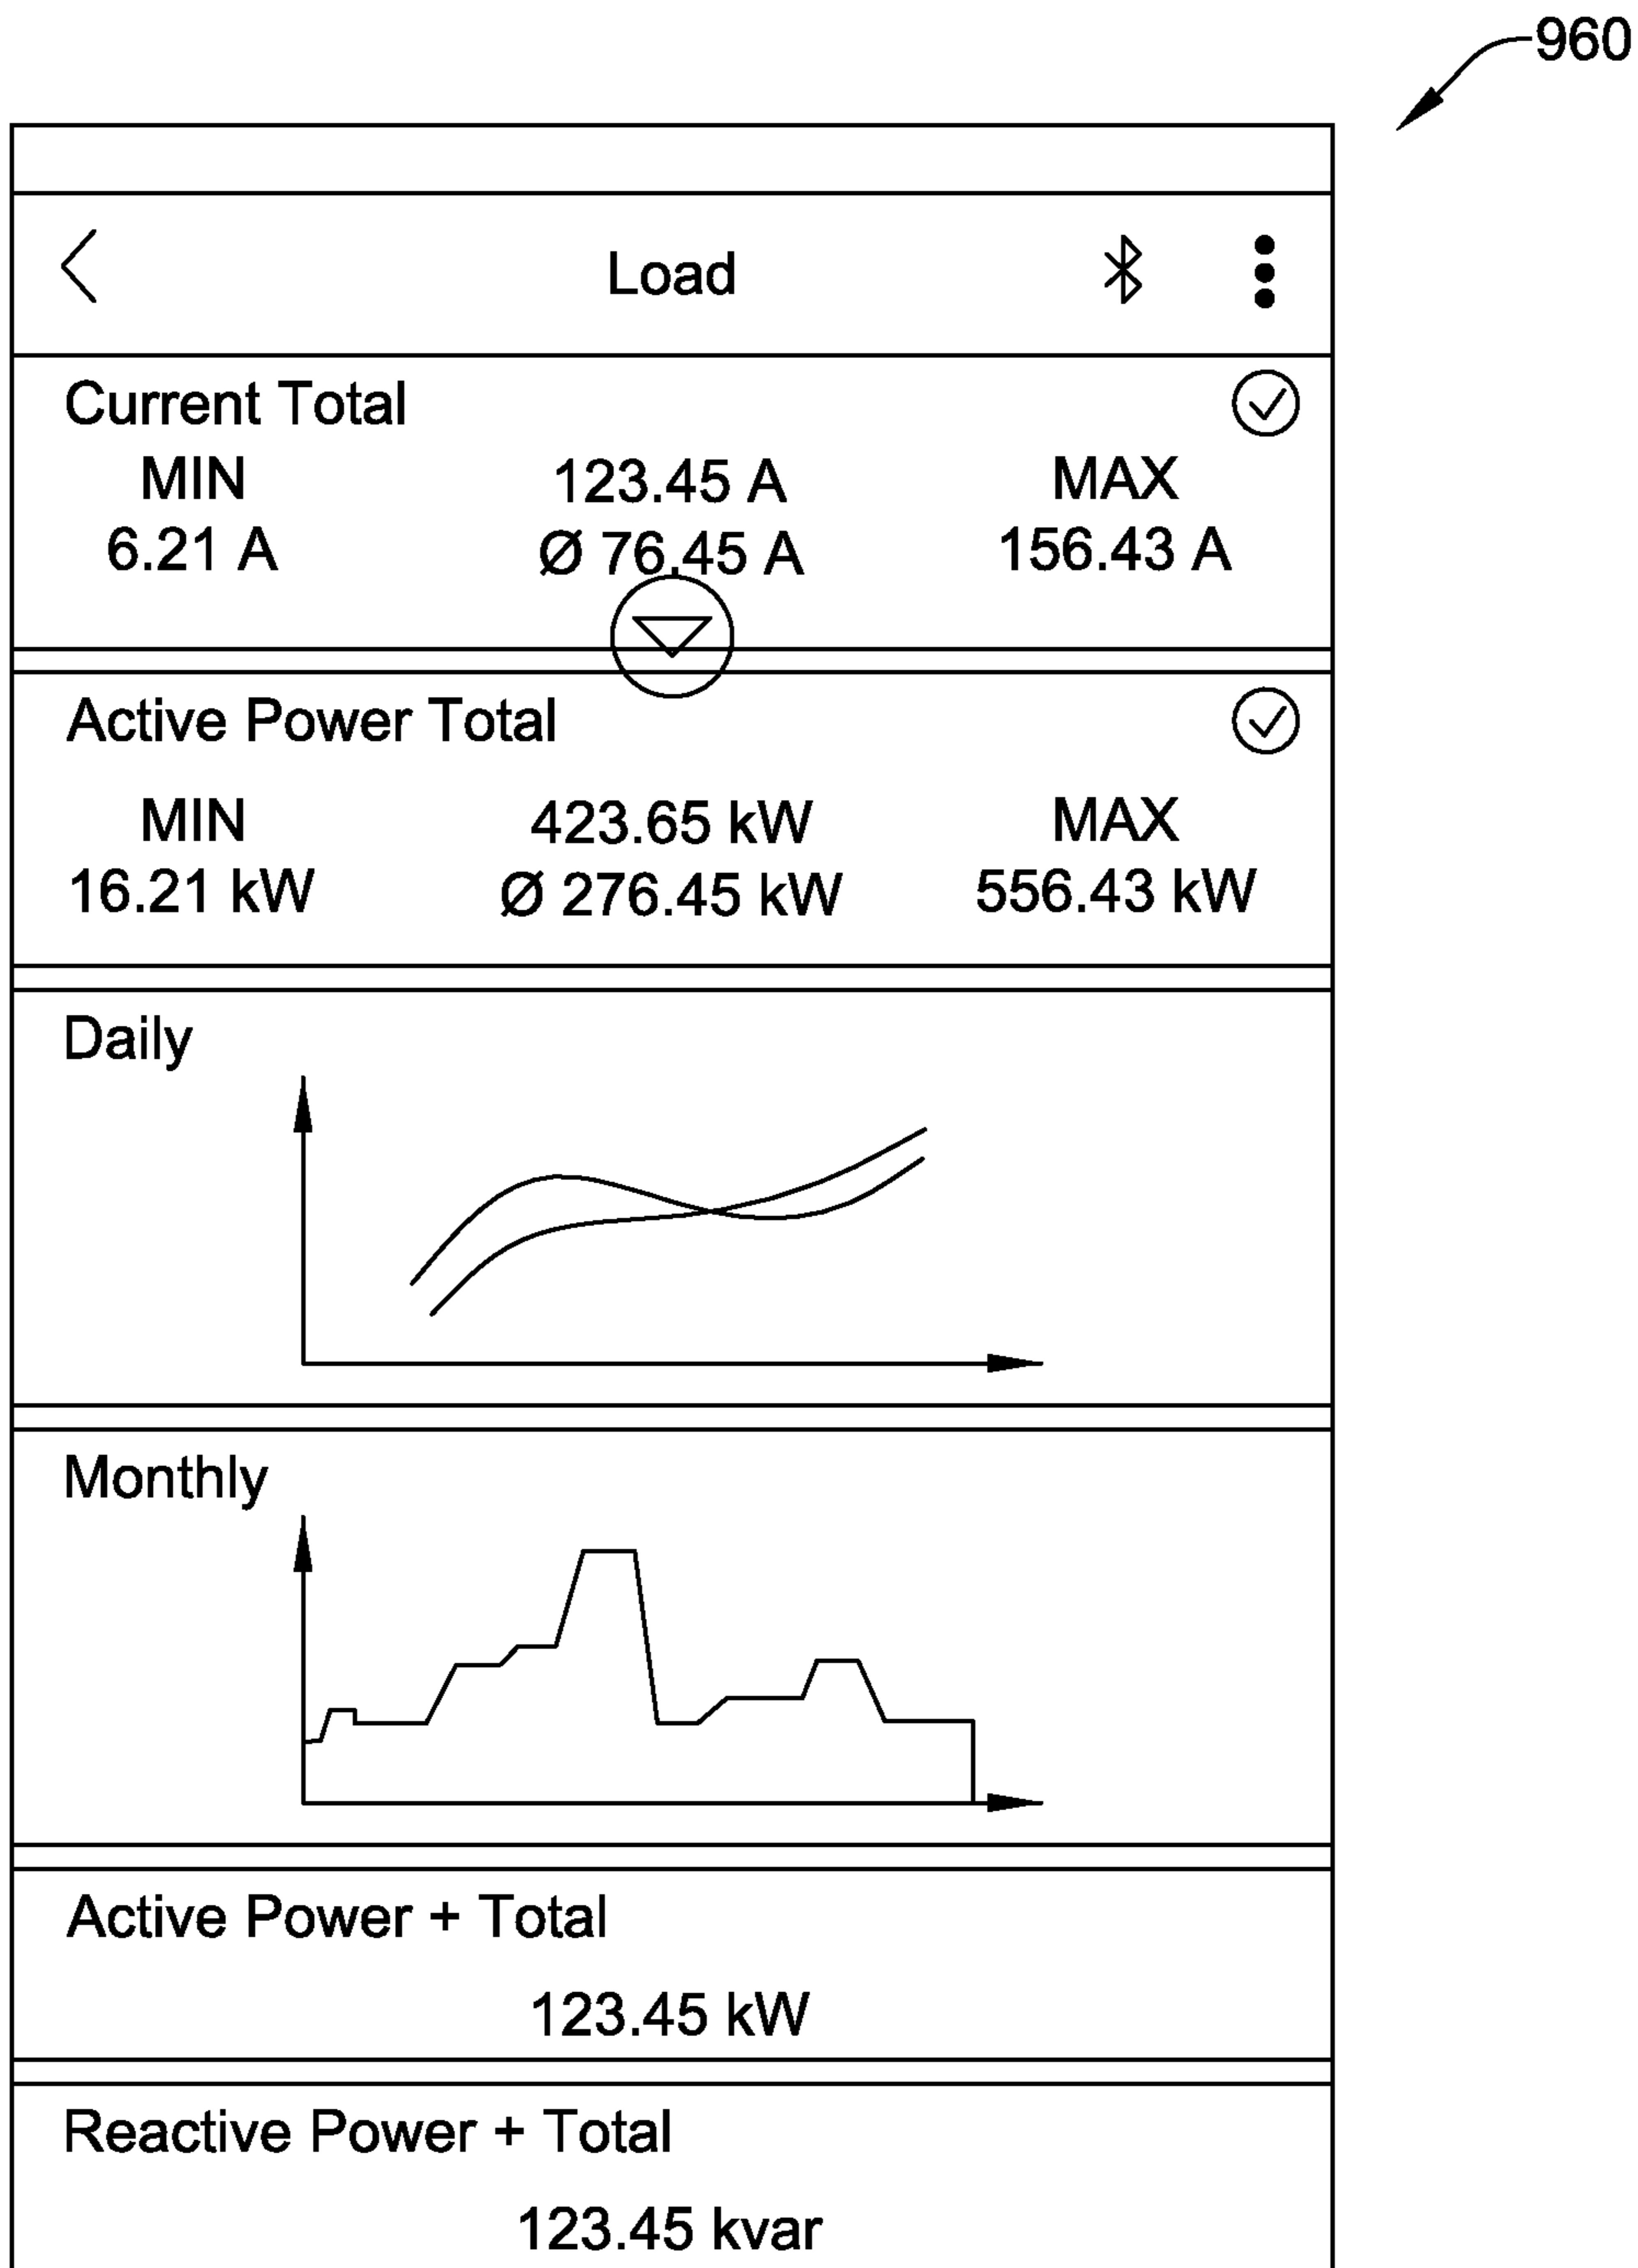 960
Load
Current Total
MIN 123.45 A MAX
6.21 A Ø 76.45 A 156.43 A
Active Power Total
MIN 423.65 kW MAX
16.21 kW Ø 276.45 kW 556.43 kW
Daily
Monthly
Active Power + Total
123.45 kW
Reactive Power + Total
123.45 kvar